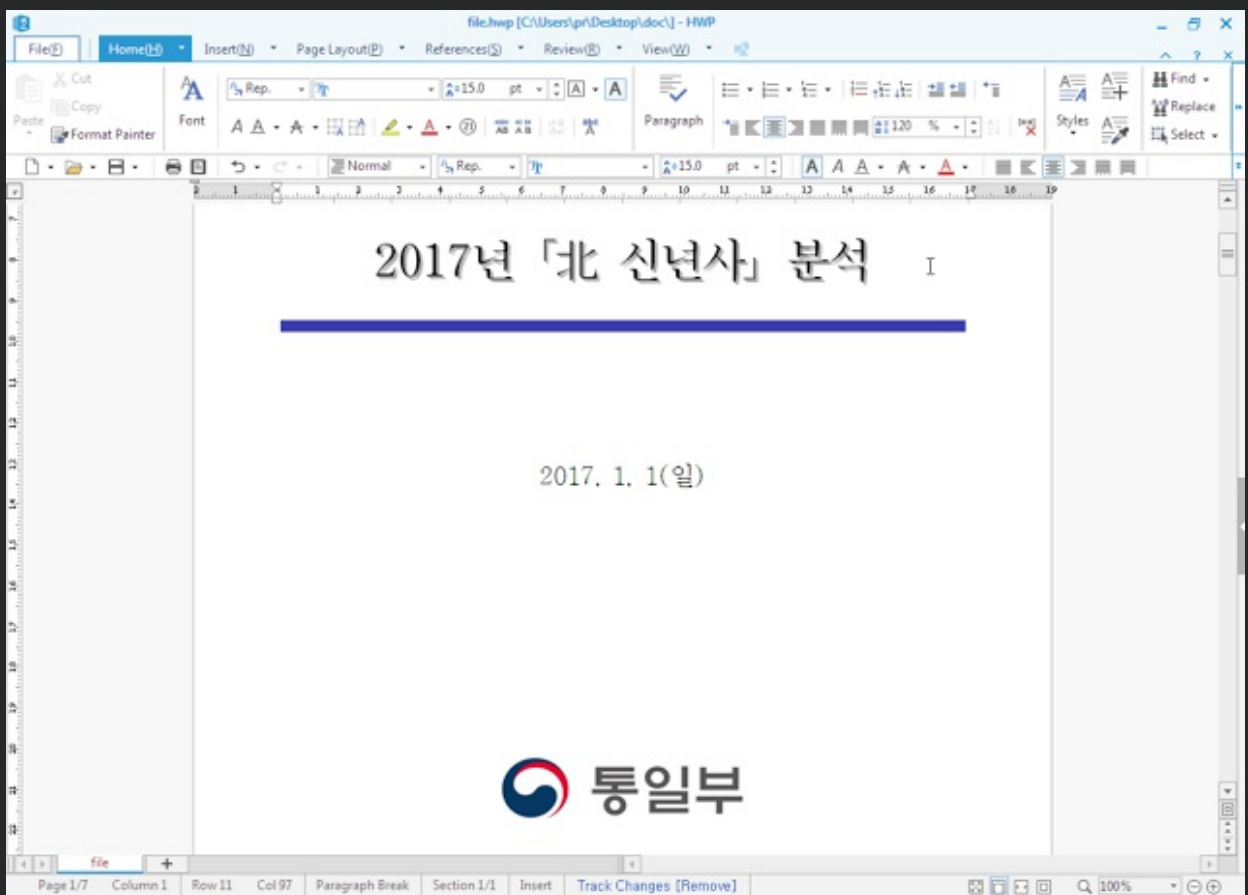 file.hwp [C:\Users\pr\Desktop\doc\] - HWP
File(F) Home(H) Insert(N) Page Layout(P) References(S) Review(R) View(W) ?
Cut
Copy
Paste
Format Painter
Font
Rep. 15.0 pt
Paragraph
120 %
Styles
Find
Replace
Select
Normal Rep. 15.0 pt
2017년 「北 신년사」 분석
2017. 1. 1(일)
통일부
file
Page 1/7 Column 1 Row 11 Col 97 Paragraph Break Section 1/1 Insert Track Changes [Remove] 100%